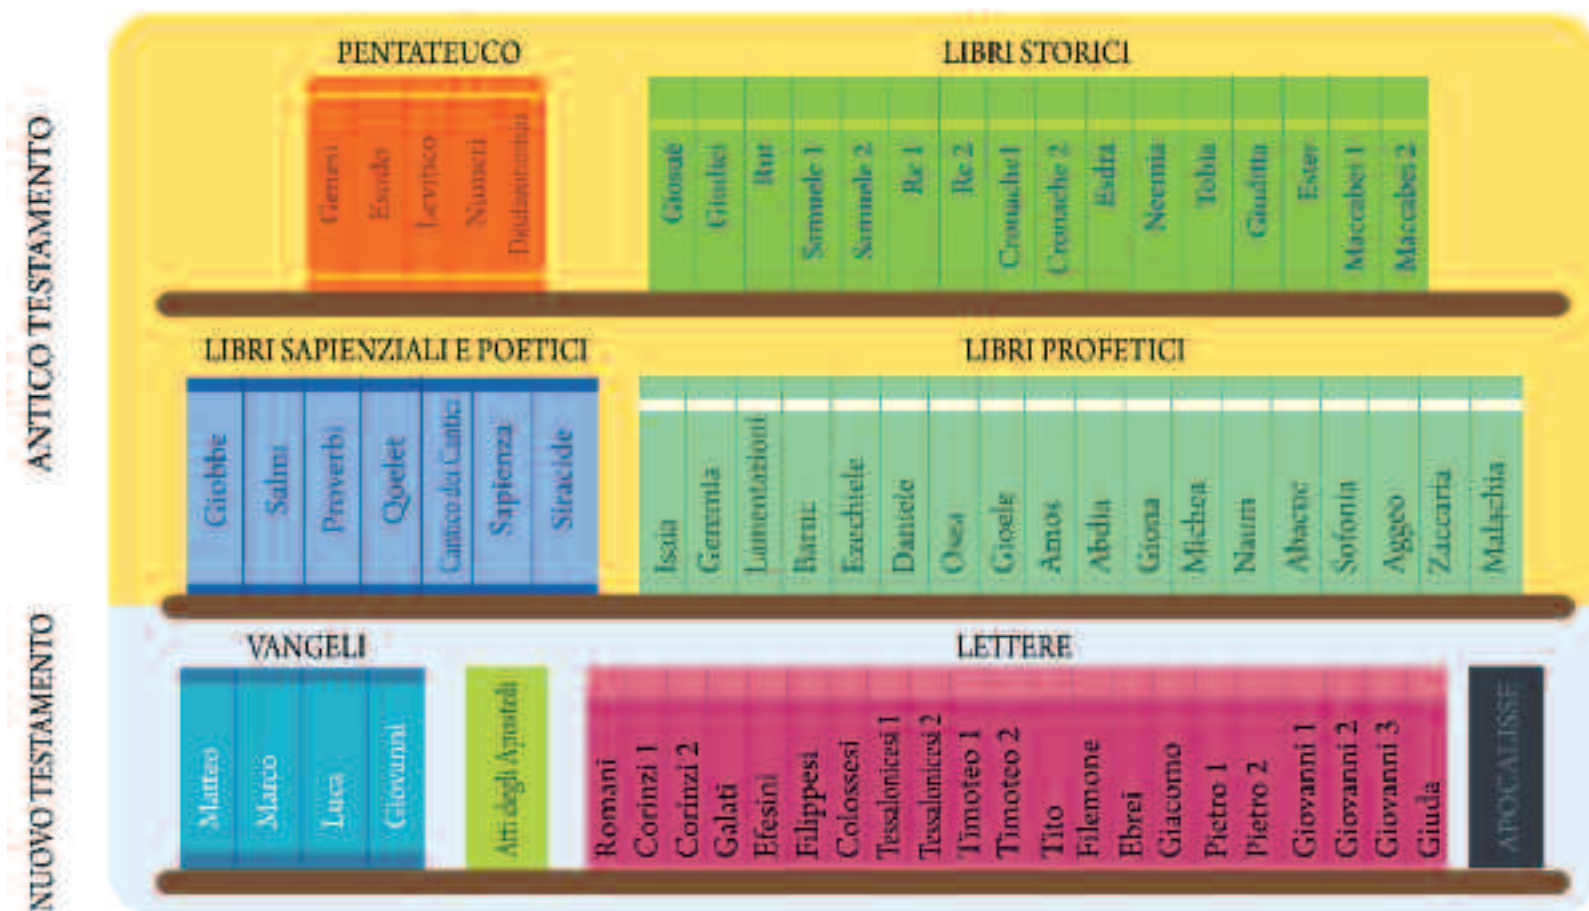 ANTICO TESTAMENTO
PENTATEUCO
Genesi
Esodo
Levitico
Numeri
Deuteronomio
LIBRI STORICI
Giosuè
Giudici
Rut
Samuele 1
Samuele 2
Re 1
Re 2
Cronache1
Cronache 2
Esdra
Neemia
Tobia
Giuditta
Ester
Maccabei 1
Maccabei 2
LIBRI SAPIENZIALI E POETICI
Giobbe
Salmi
Proverbi
Qoelet
Cantico dei Cantici
Sapienza
Siracide
LIBRI PROFETICI
Isaia
Geremia
Lamentazioni
Baruc
Ezechiele
Daniele
Osea
Gioele
Amos
Abdia
Giona
Michea
Naum
Abacuc
Sofonia
Aggeo
Zaccaria
Malachia
NUOVO TESTAMENTO
VANGELI
Matteo
Marco
Luca
Giovanni
Atti degli Apostoli
LETTERE
Romani
Corinzi 1
Corinzi 2
Galati
Efesini
Filippesi
Colossesi
Tessalonicesi 1
Tessalonicesi 2
Timoteo 1
Timoteo 2
Tito
Filemone
Ebrei
Giacomo
Pietro 1
Pietro 2
Giovanni 1
Giovanni 2
Giovanni 3
Giuda
APOCALISSE